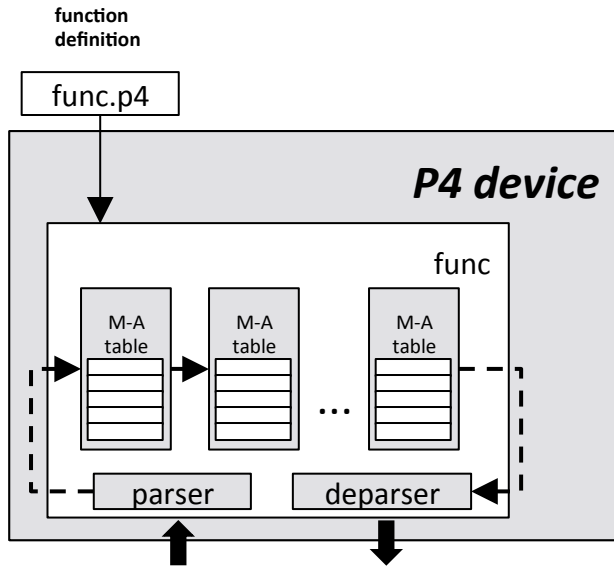 function
definition
func.p4
P4 device
func
M-A
table
M-A
table
M-A
table
...
parser
deparser